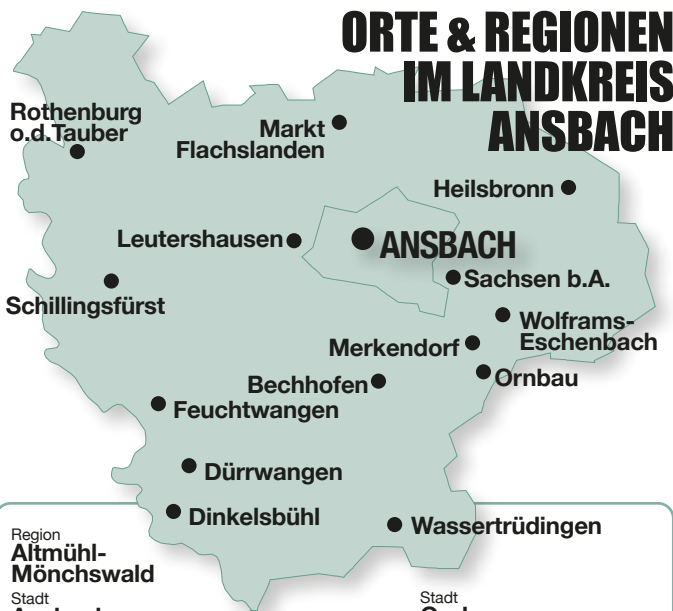 ORTE & REGIONEN
IM LANDKREIS
ANSBACH
Rothenburg
o.d.Tauber
Markt
Flachslanden
Heilsbronn
Leutershausen
ANSBACH
Sachsen b.A.
Schillingsfürst
Wolframs-
Eschenbach
Merkendorf
Ornbau
Bechhofen
Feuchtwangen
Dürrwangen
Dinkelsbühl
Wassertrüdingen
Region
Altmühl-
Mönchswald
Stadt
Stadt